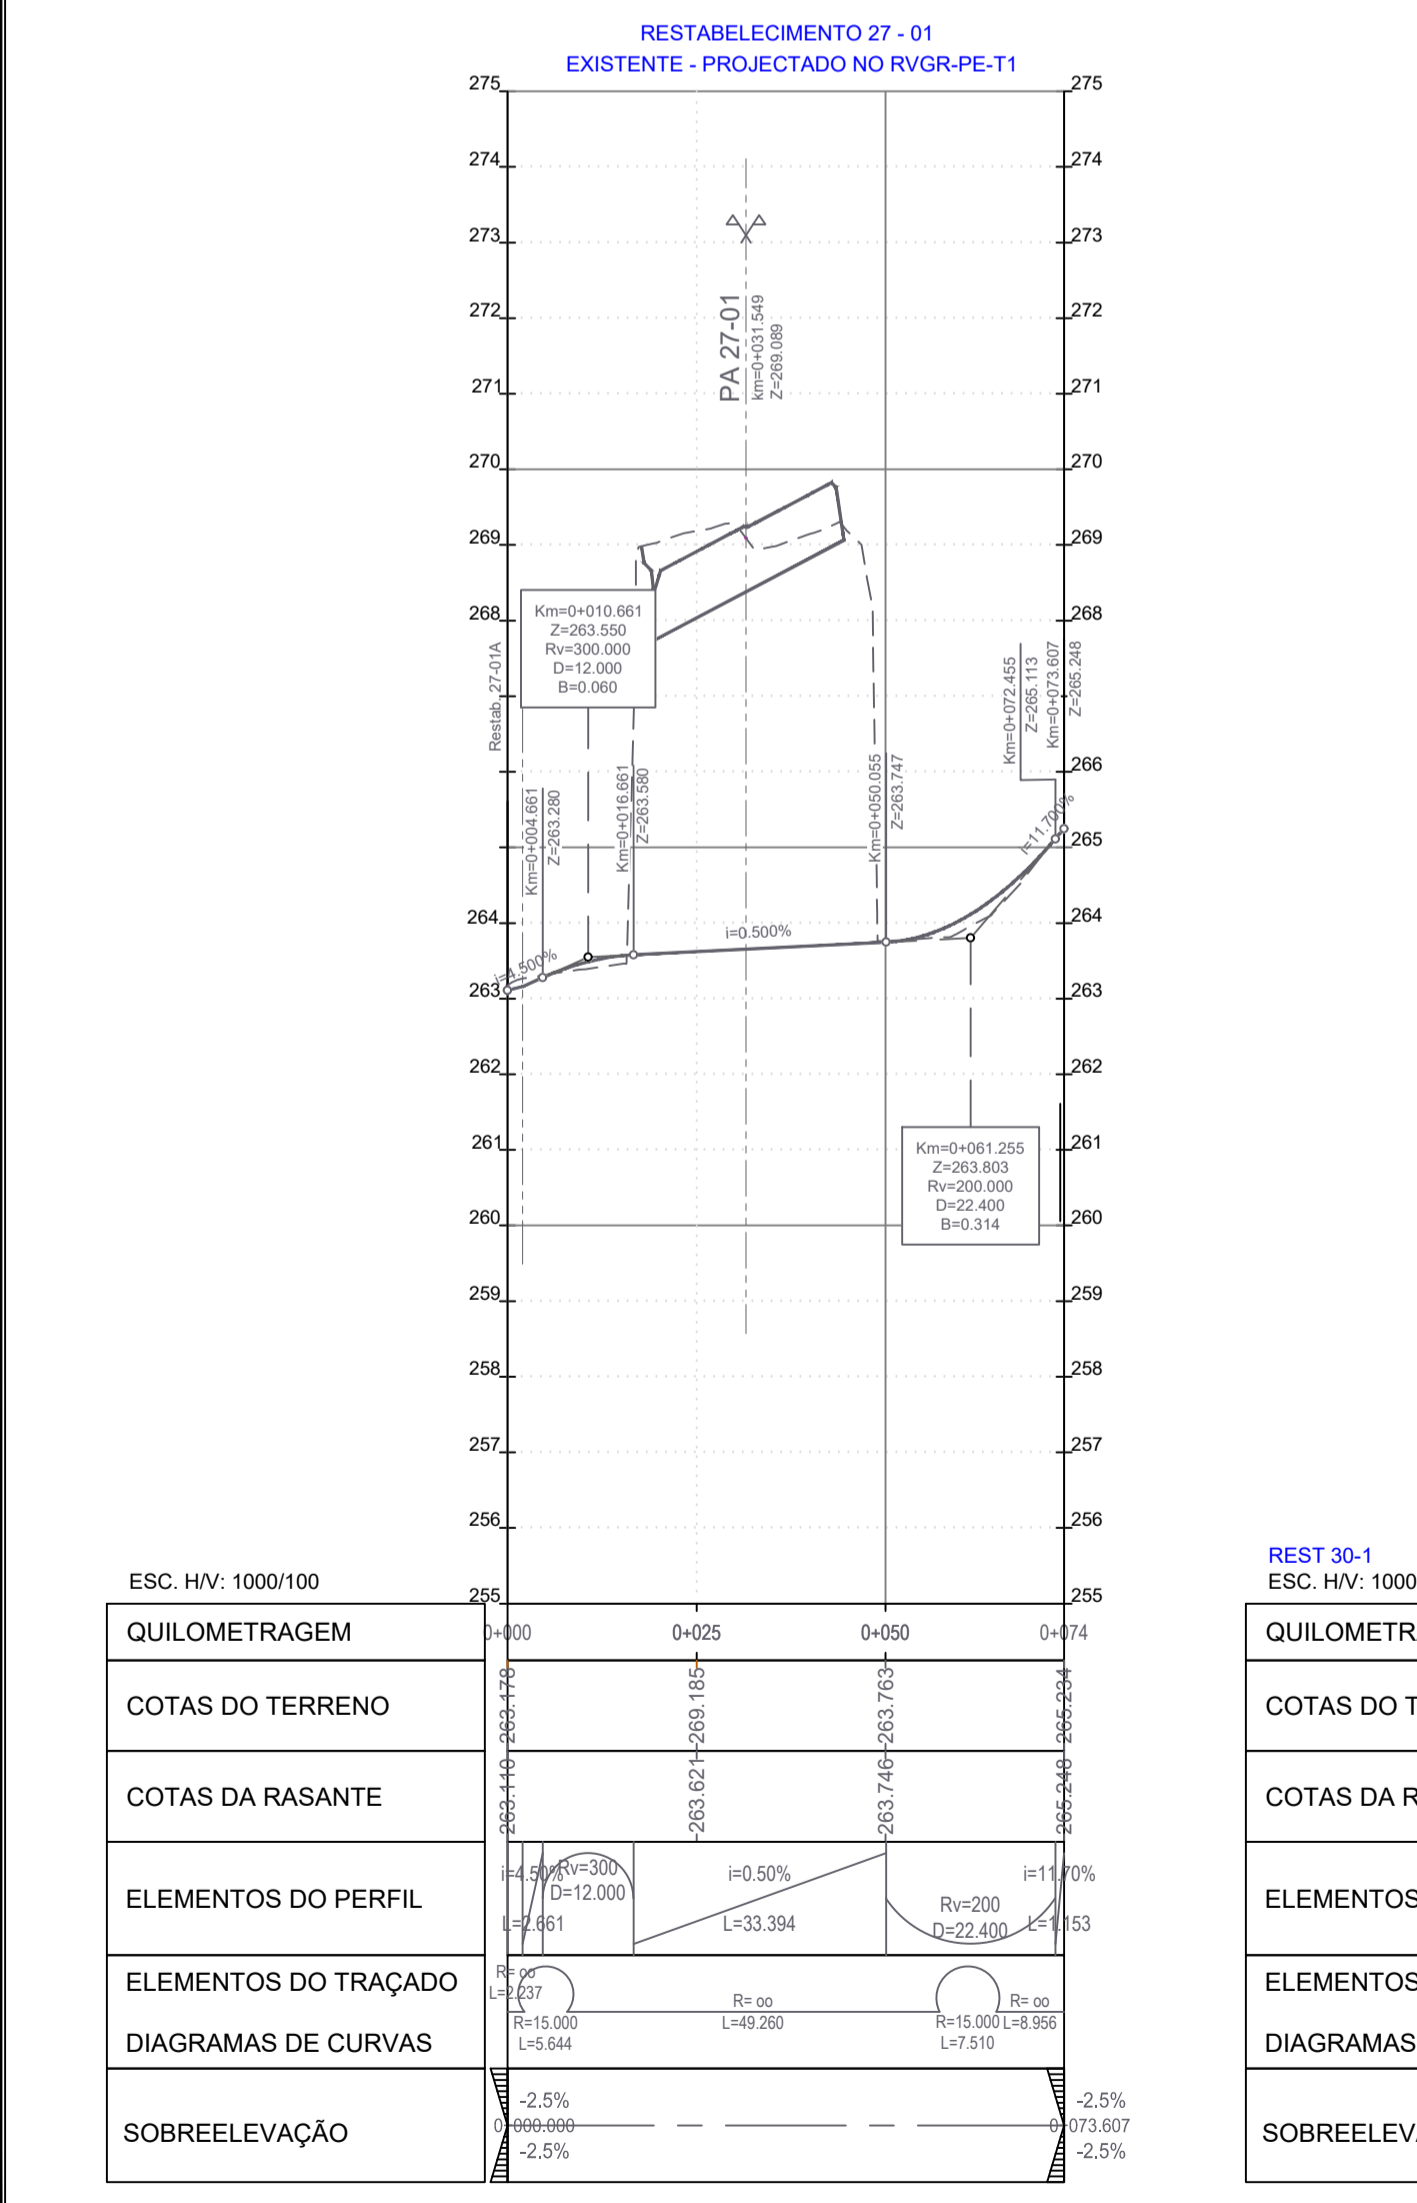 RESTABELECIMENTO 27 - 01
EXISTENTE - PROJECTADO NO RVGR-PE-T1
275
275
274
274
273
273
272
272
271
271
270
270
269
269
268
268
266
265
264
264
263
263
262
262
261
261
260
260
259
259
258
258
257
257
256
256
255
255
PA 27-01
km=0+031.549
Z=269.089
Km=0+010.661
Z=263.550
Rv=300.000
D=12.000
B=0.060
Restab. 27-01A
Km=0+004.661
Z=263.280
Km=0+016.661
Z=263.580
Km=0+050.055
Z=263.747
Km=0+072.455
Z=265.113
Km=0+073.607
Z=265.248
i=4.500%
i=0.500%
i=11.700%
Km=0+061.255
Z=263.803
Rv=200.000
D=22.400
B=0.314
ESC. H/V: 1000/100
REST 30-1
ESC. H/V: 1000
QUILOMETRAGEM
0+000
0+025
0+050
0+074
QUILOMETR
COTAS DO TERRENO
263.178
269.185
263.763
265.234
COTAS DO T
COTAS DA RASANTE
263.110
263.621
263.746
265.248
COTAS DA R
ELEMENTOS DO PERFIL
i=4.50%
L=2.661
Rv=300
D=12.000
i=0.50%
L=33.394
Rv=200
D=22.400
i=11.70%
L=1.153
ELEMENTOS
ELEMENTOS DO TRAÇADO
R= oo
L=2.237
R=15.000
L=5.644
R= oo
L=49.260
R=15.000
L=7.510
R= oo
L=8.956
ELEMENTOS
DIAGRAMAS DE CURVAS
DIAGRAMAS
SOBREELEVAÇÃO
-2.5%
0+000.000
-2.5%
-2.5%
0+073.607
-2.5%
SOBREELEV